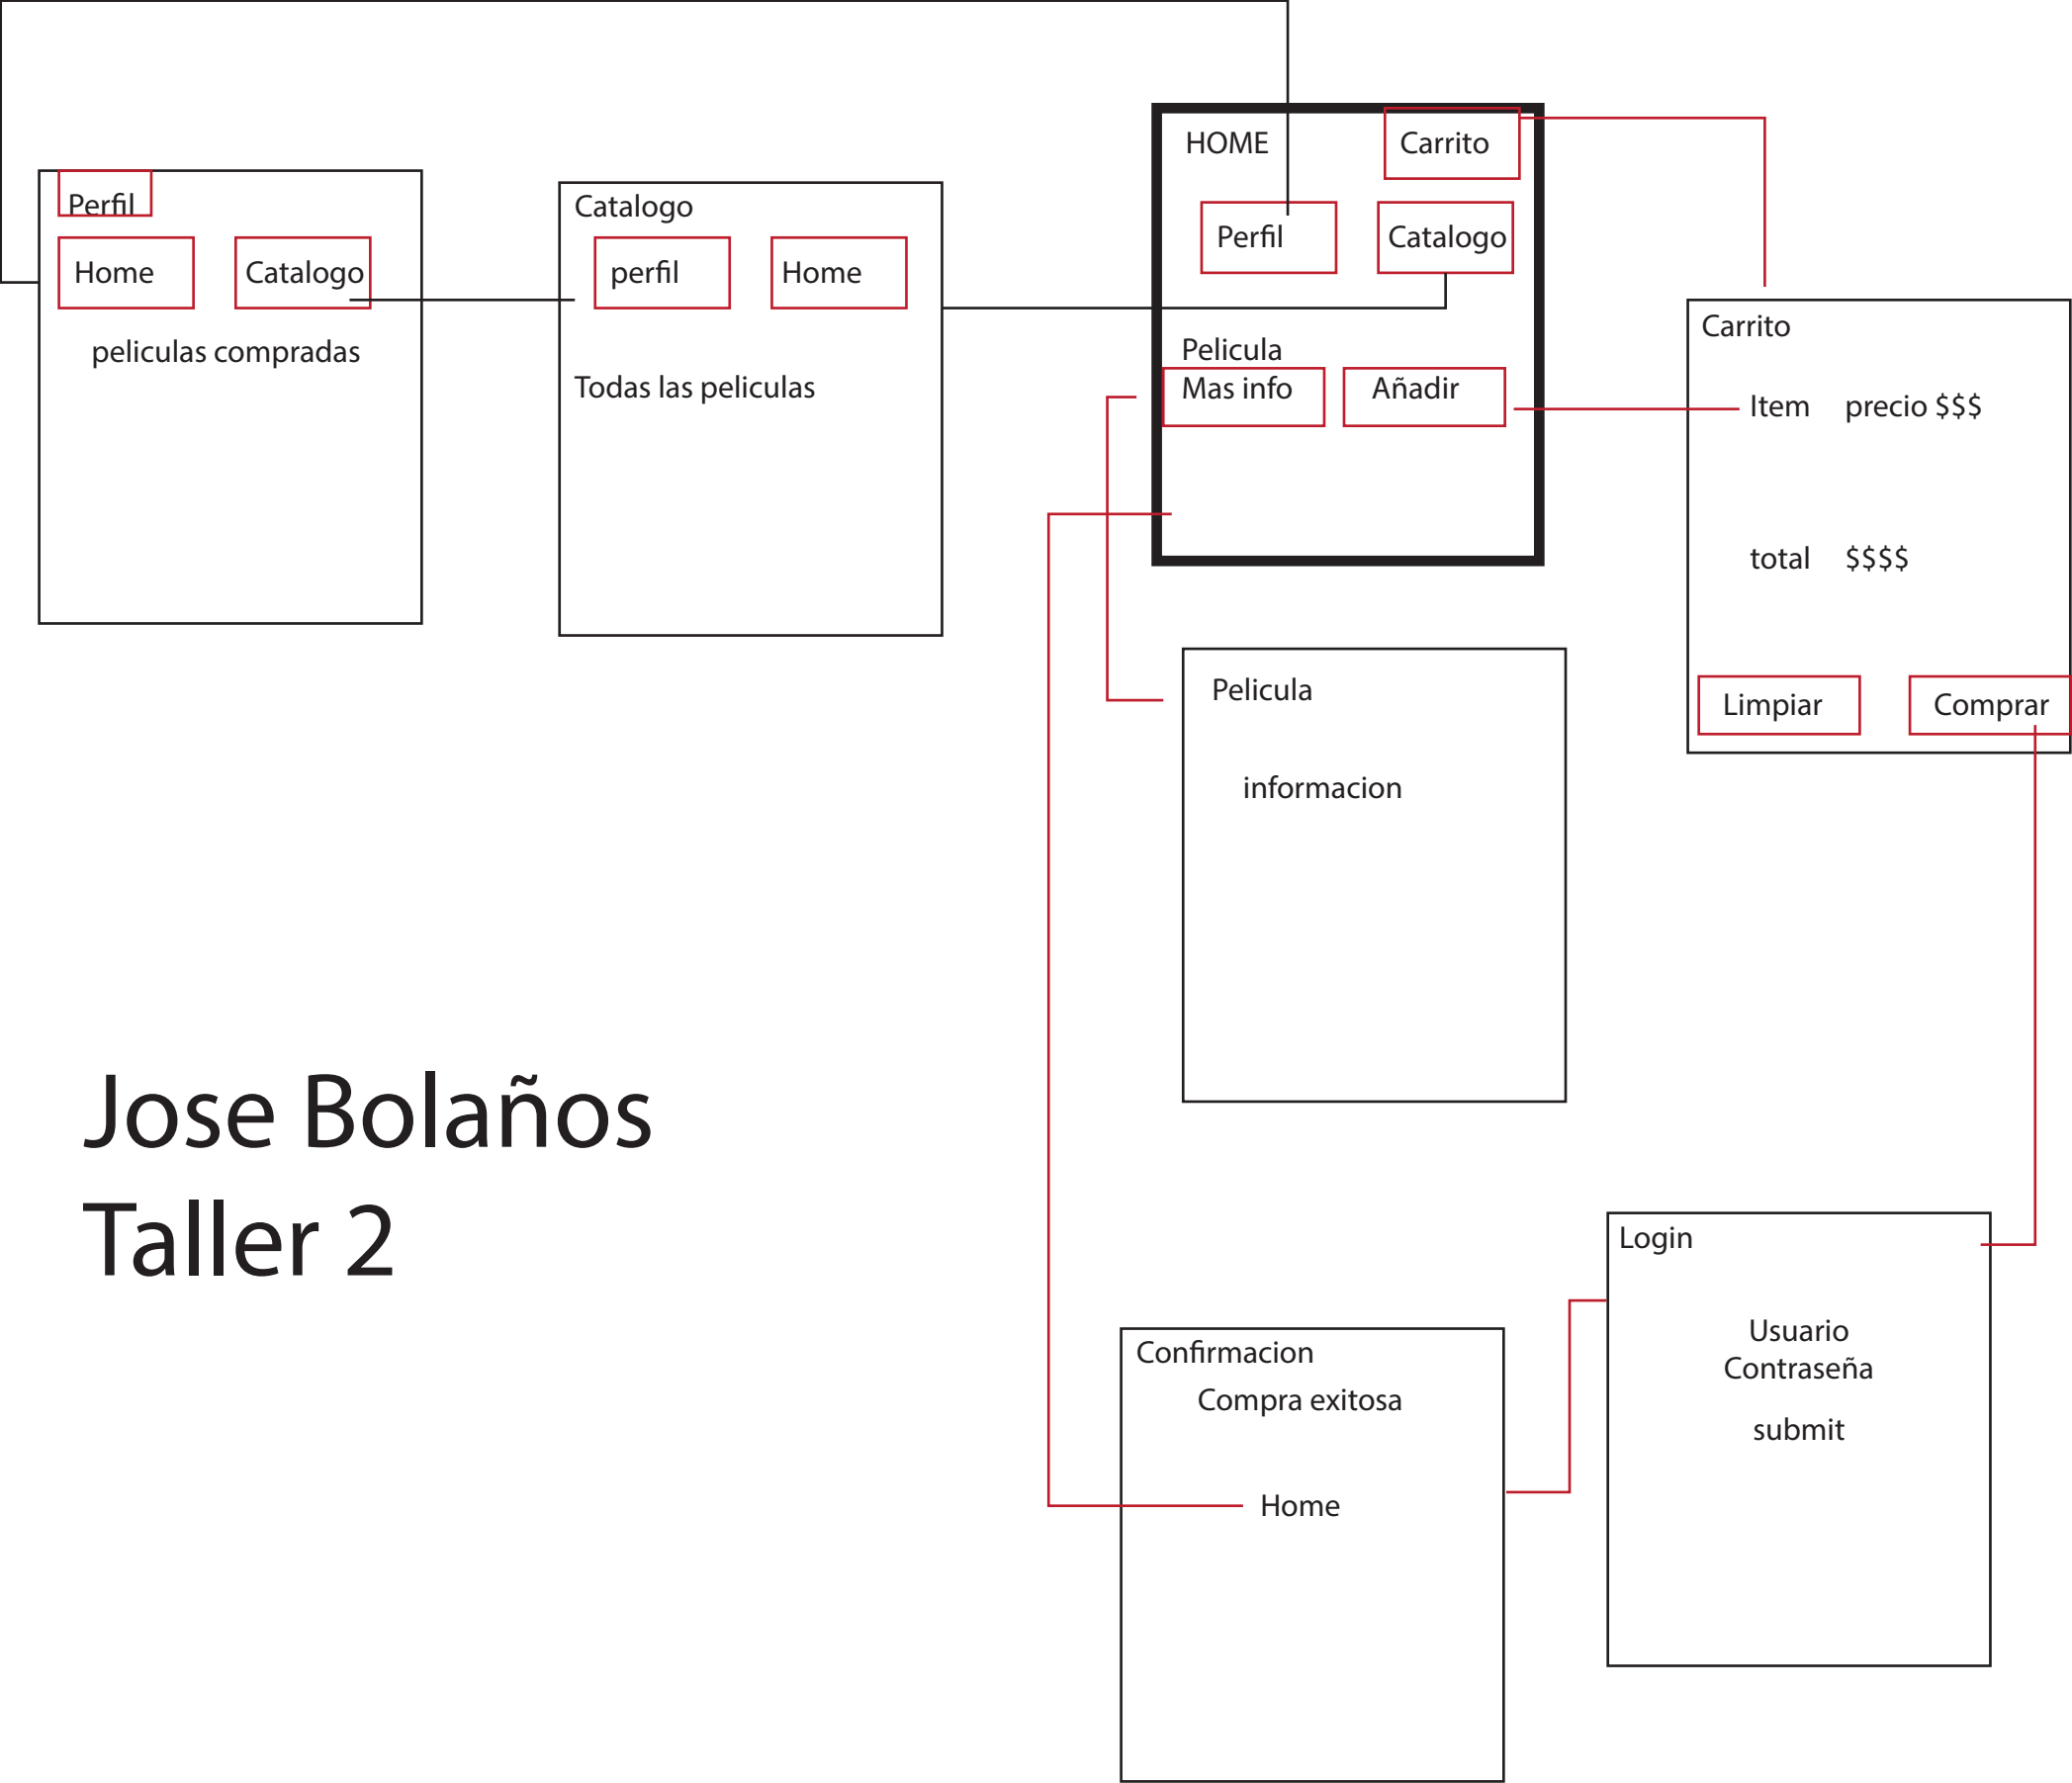 Perfil
Home
Catalogo
peliculas compradas
Catalogo
perfil
Home
Todas las peliculas
HOME
Carrito
Perfil
Catalogo
Pelicula
Mas info
Añadir
Carrito
Item precio $$$
total $$$$
Limpiar
Comprar
Pelicula
informacion
Jose Bolaños
Taller 2
Login
Usuario
Contraseña
submit
Confirmacion
Compra exitosa
Home